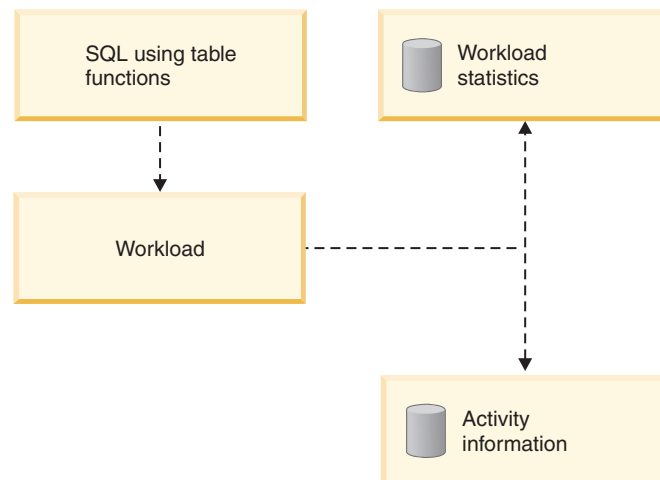 SQL using table
functions
Workload
statistics
Workload
Activity
information